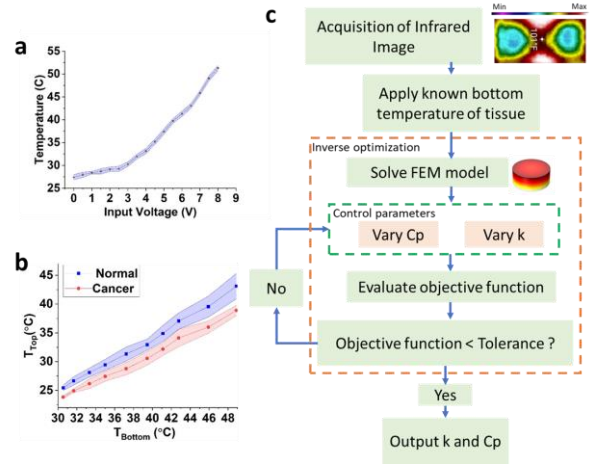 a
Temperature (C)
55
50
45
40
35
30
25
0 1 2 3 4 5 6 7 8 9
Input Voltage (V)
b
Normal
Cancer
T_Top(°C)
45
40
35
30
25
30 32 34 36 38 40 42 44 46 48
T_Bottom (°C)
c
Min Max
Acquisition of Infrared
Image
Apply known bottom
temperature of tissue
Inverse optimization
Solve FEM model
Control parameters
Vary Cp
Vary k
No
Evaluate objective function
Objective function < Tolerance ?
Yes
Output k and Cp